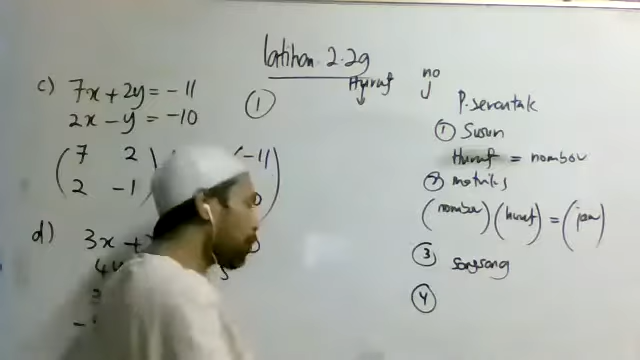 latihan 2.2g
c) 7x + 2y = -11
2x - y = -10
(7 2
2 -1)
(-11
0)
d) 3x +
①
Huruf
no
P. serentak
① Susun
Huruf = nombor
② matriks
(nombor)(huruf) = (jaw)
③ songsang
④